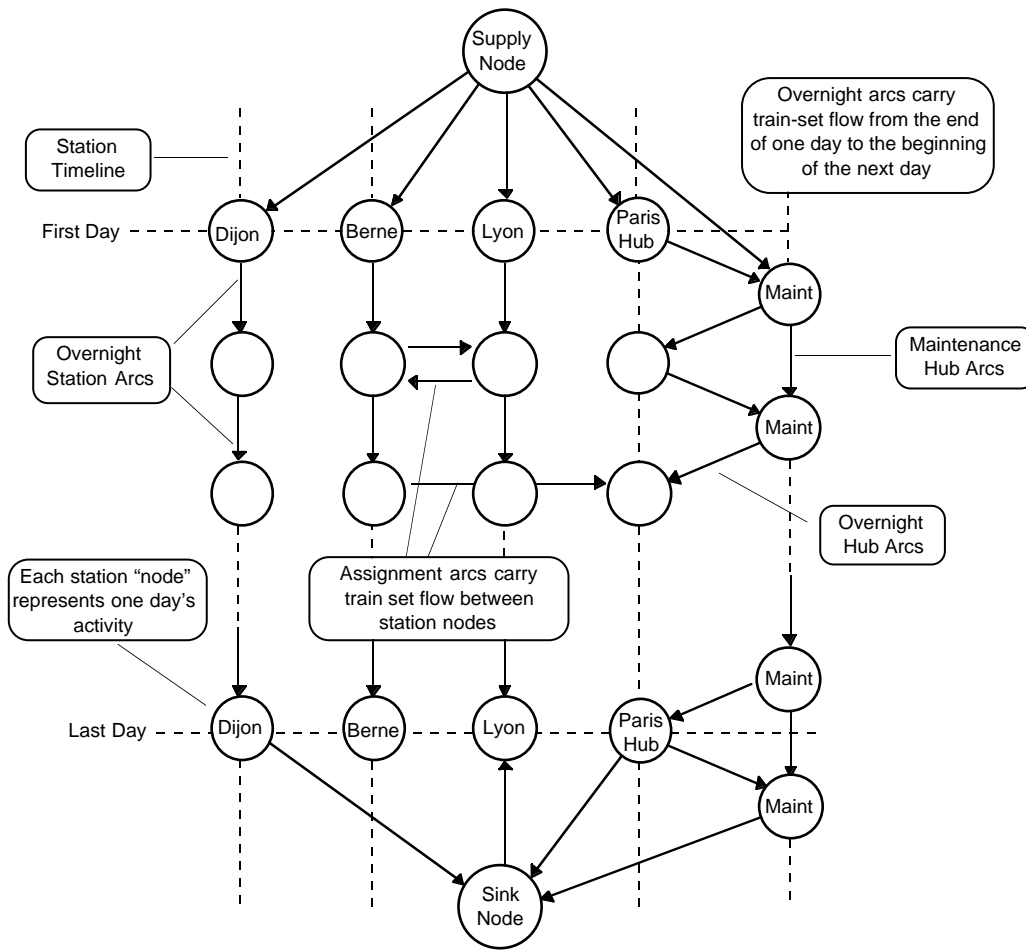 Supply
Node
Overnight arcs carry
train-set flow from the end
of one day to the beginning
of the next day
Station
Timeline
First Day
Dijon
Berne
Lyon
Paris
Hub
Maint
Overnight
Station Arcs
Maintenance
Hub Arcs
Maint
Overnight
Hub Arcs
Each station “node”
represents one day’s
activity
Assignment arcs carry
train set flow between
station nodes
Maint
Last Day
Dijon
Berne
Lyon
Paris
Hub
Maint
Sink
Node